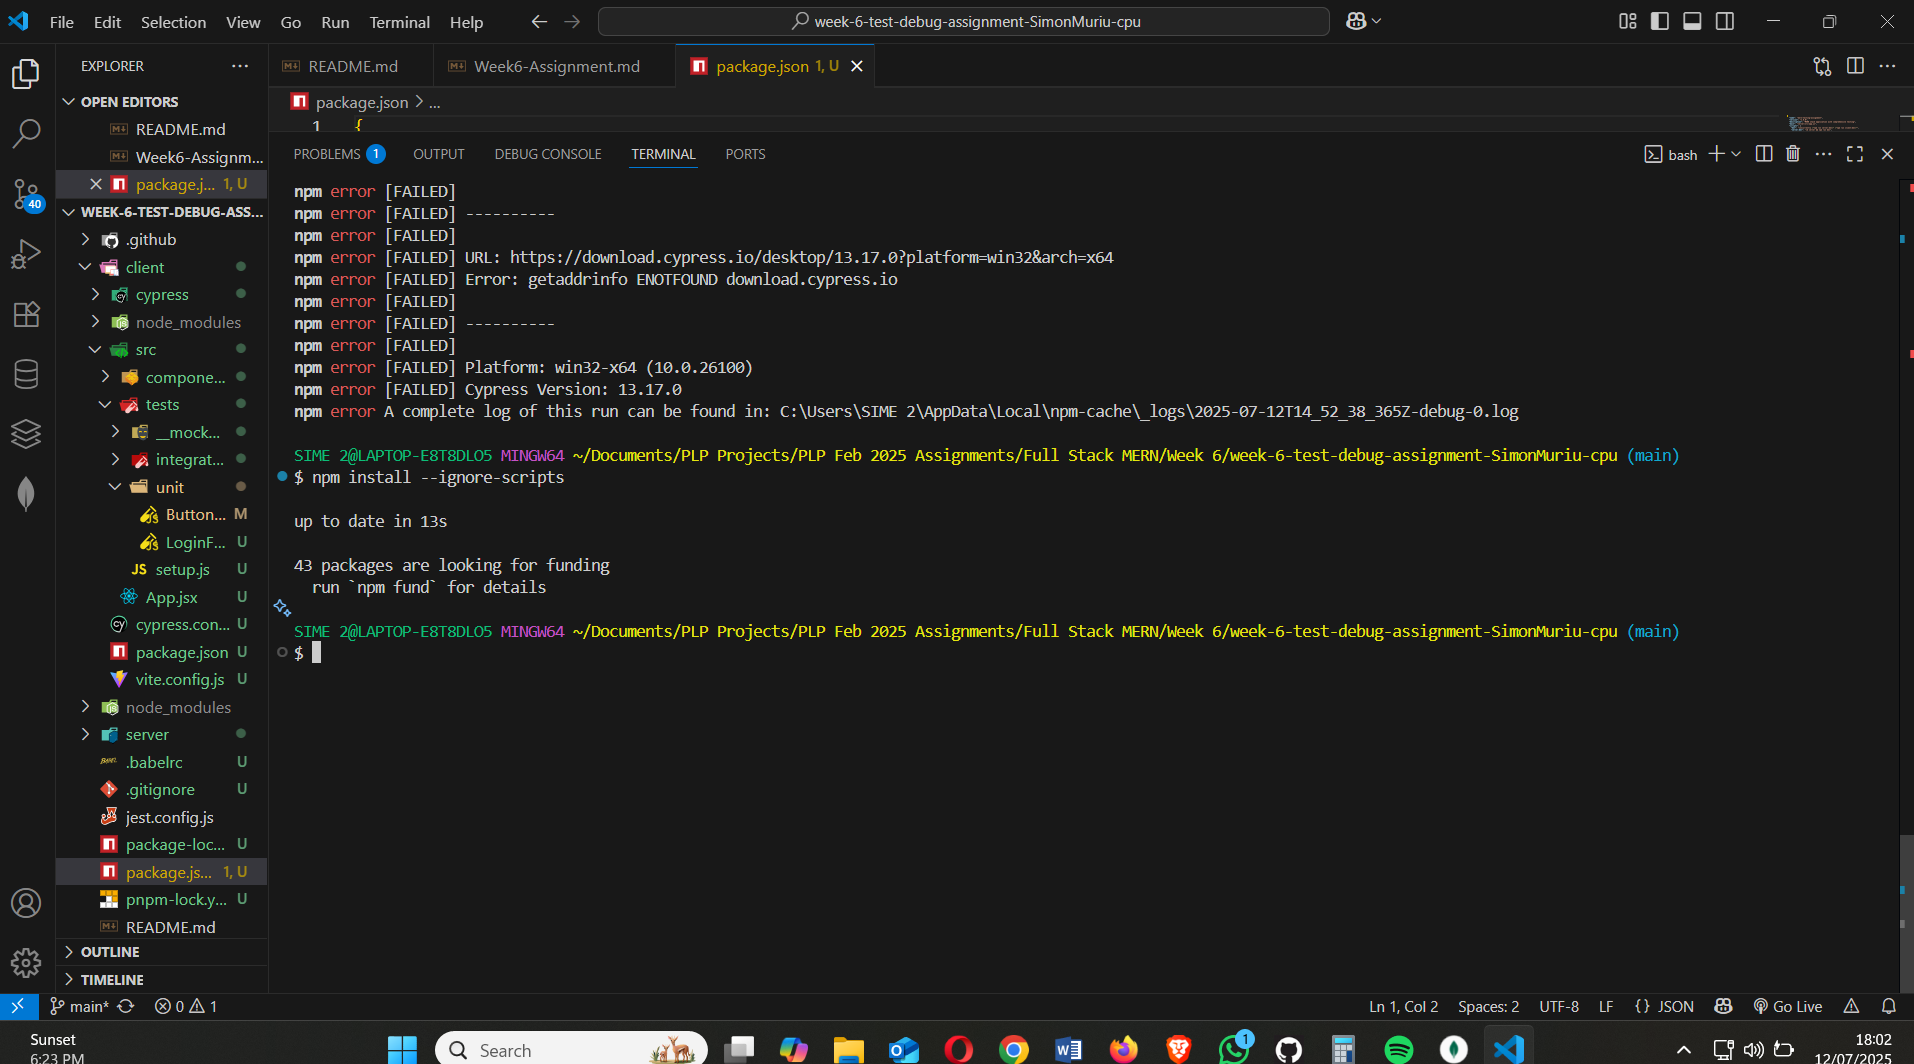 File Edit Selection View Go Run Terminal Help
week-6-test-debug-assignment-SimonMuriu-cpu
EXPLORER
OPEN EDITORS
README.md
Week6-Assignm...
package.j... 1, U
WEEK-6-TEST-DEBUG-ASS...
.github
client
cypress
node_modules
src
compone...
tests
__mock...
integrat...
unit
Button... M
LoginF... U
setup.js U
App.jsx U
cypress.con... U
package.json U
vite.config.js U
node_modules
server
.babelrc U
.gitignore U
jest.config.js
package-loc... U
package.js... 1, U
pnpm-lock.y... U
README.md
OUTLINE
TIMELINE
40
README.md
Week6-Assignment.md
package.json 1, U
package.json > ...
1 {
PROBLEMS 1 OUTPUT DEBUG CONSOLE TERMINAL PORTS
bash
npm error [FAILED]
npm error [FAILED] ----------
npm error [FAILED]
npm error [FAILED] URL: https://download.cypress.io/desktop/13.17.0?platform=win32&arch=x64
npm error [FAILED] Error: getaddrinfo ENOTFOUND download.cypress.io
npm error [FAILED]
npm error [FAILED] ----------
npm error [FAILED]
npm error [FAILED] Platform: win32-x64 (10.0.26100)
npm error [FAILED] Cypress Version: 13.17.0
npm error A complete log of this run can be found in: C:\Users\SIME 2\AppData\Local\npm-cache\_logs\2025-07-12T14_52_38_365Z-debug-0.log
SIME 2@LAPTOP-E8T8DLO5 MINGW64 ~/Documents/PLP Projects/PLP Feb 2025 Assignments/Full Stack MERN/Week 6/week-6-test-debug-assignment-SimonMuriu-cpu (main)
$ npm install --ignore-scripts
up to date in 13s
43 packages are looking for funding
run `npm fund` for details
SIME 2@LAPTOP-E8T8DLO5 MINGW64 ~/Documents/PLP Projects/PLP Feb 2025 Assignments/Full Stack MERN/Week 6/week-6-test-debug-assignment-SimonMuriu-cpu (main)
$
main* 0 1
Ln 1, Col 2 Spaces: 2 UTF-8 LF {} JSON Go Live
Sunset
6:23 PM
Search
1
18:02
12/07/2025